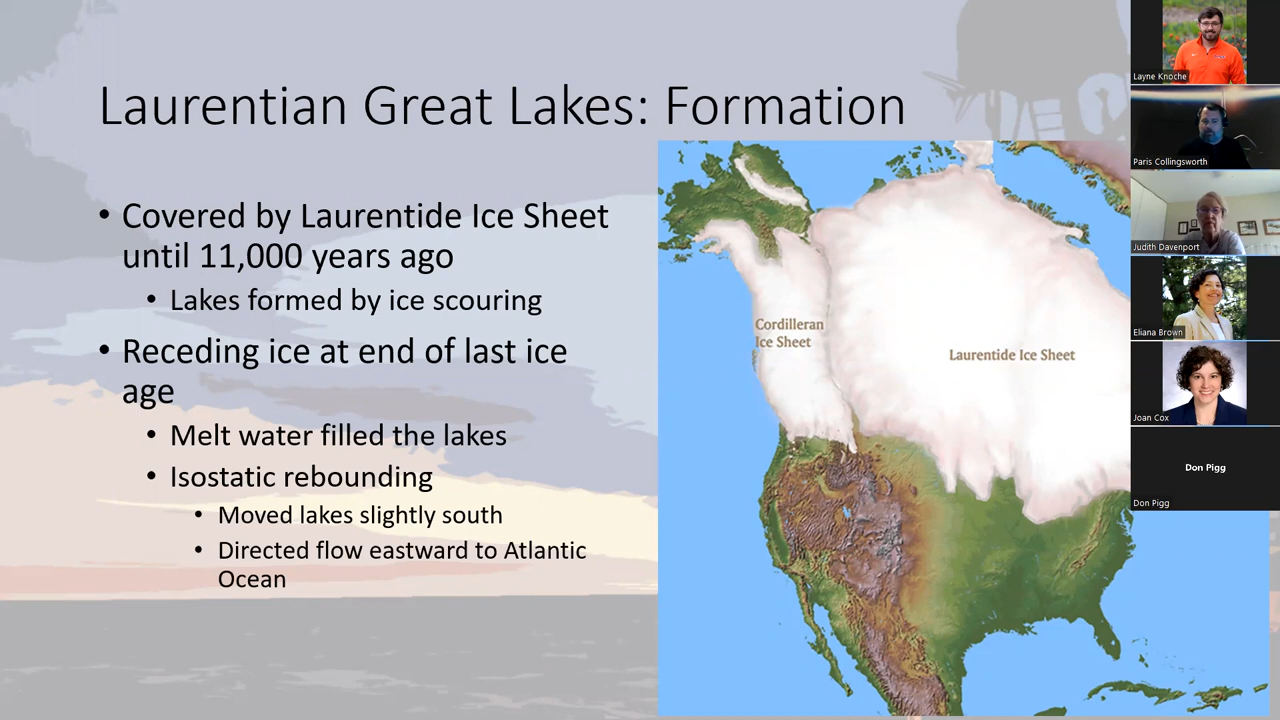 Laurentian Great Lakes: Formation
• Covered by Laurentide Ice Sheet
until 11,000 years ago
• Lakes formed by ice scouring
• Receding ice at end of last ice
age
• Melt water filled the lakes
• Isostatic rebounding
• Moved lakes slightly south
• Directed flow eastward to Atlantic
Ocean
Cordilleran
Ice Sheet
Laurentide Ice Sheet
Layne Knoche
Paris Collingsworth
Judith Davenport
Eliana Brown
Joan Cox
Don Pigg
Don Pigg